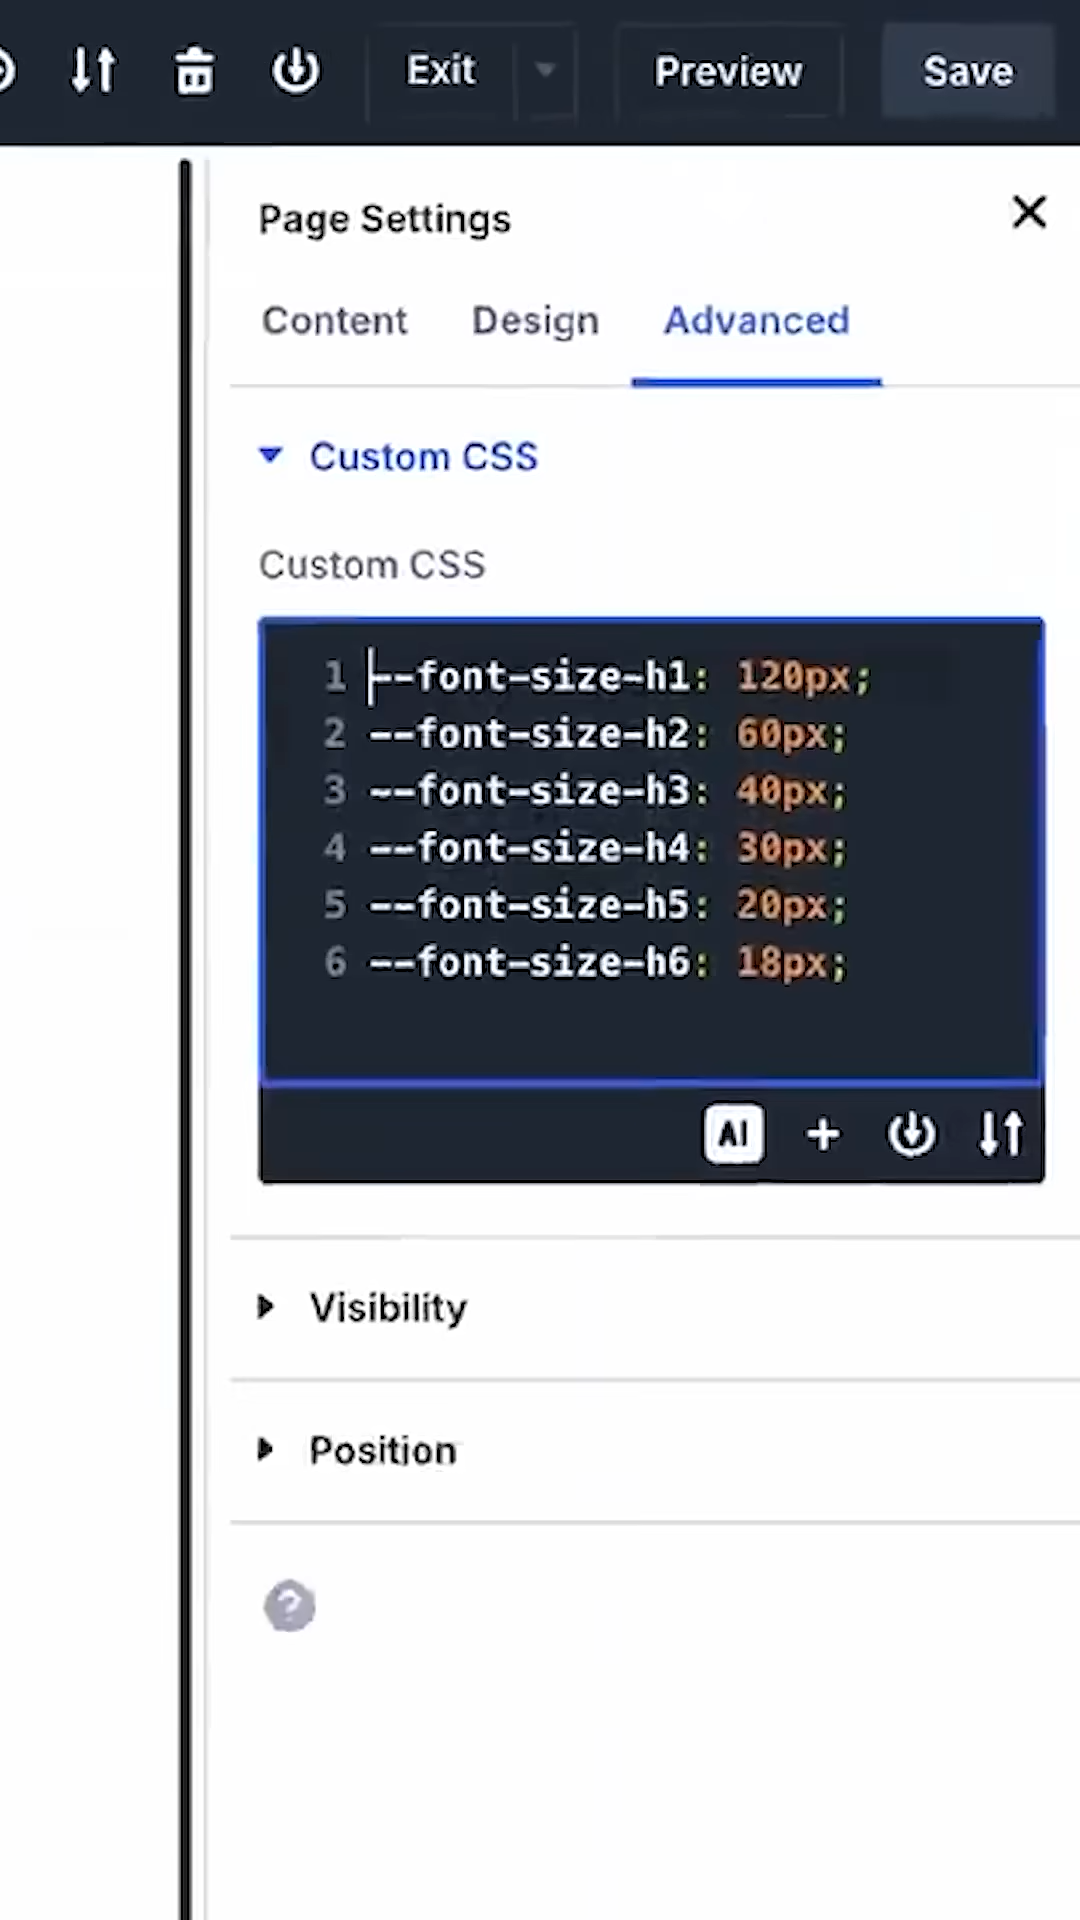 Exit
Preview
Save
Page Settings
Content
Design
Advanced
Custom CSS
Custom CSS
1 --font-size-h1: 120px;
2 --font-size-h2: 60px;
3 --font-size-h3: 40px;
4 --font-size-h4: 30px;
5 --font-size-h5: 20px;
6 --font-size-h6: 18px;
AI
Visibility
Position
?